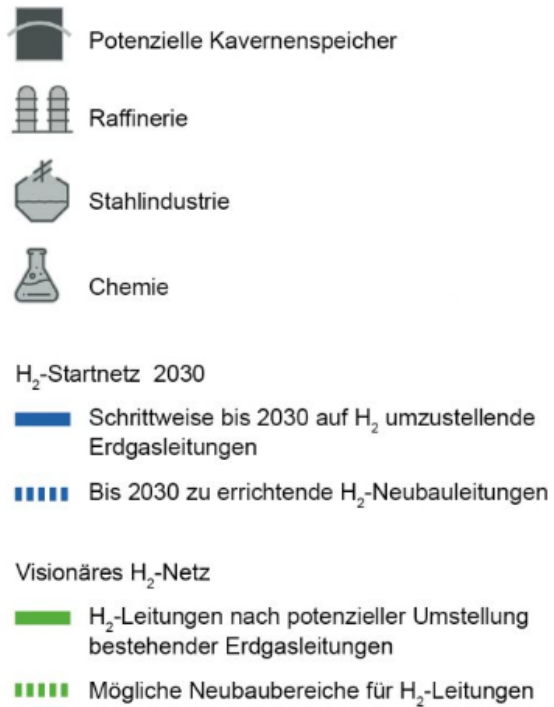 Potenzielle Kavernenspeicher
Raffinerie
Stahlindustrie
Chemie
H₂-Startnetz 2030
Schrittweise bis 2030 auf H₂ umzustellende
Erdgasleitungen
Bis 2030 zu errichtende H₂-Neubauleitungen
Visionäres H₂-Netz
H₂-Leitungen nach potenzieller Umstellung
bestehender Erdgasleitungen
Mögliche Neubaubereiche für H₂-Leitungen